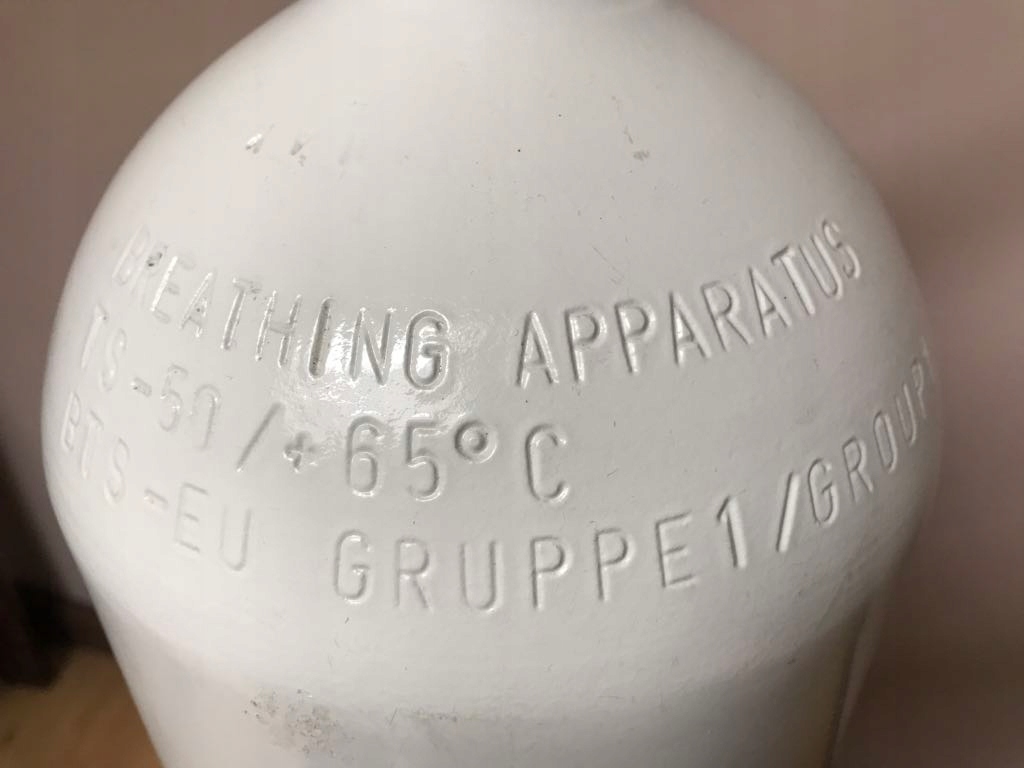 BREATHING APPARATUS
TS -50 /+65°C
BTS -EU GRUPPE1/GROUP